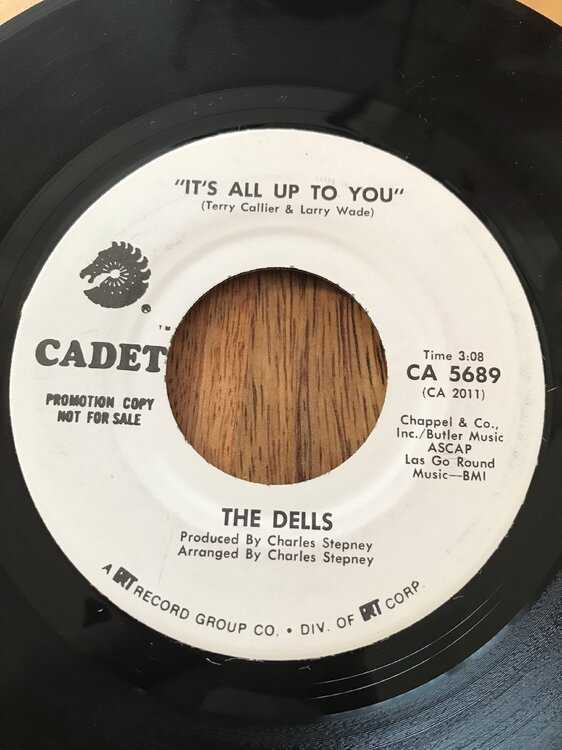 "IT'S ALL UP TO YOU"
(Terry Callier & Larry Wade)
TM
CADET
PROMOTION COPY
NOT FOR SALE
Time 3:08
CA 5689
(CA 2011)
Chappel & Co.,
Inc./Butler Music
ASCAP
Las Go Round
Music—BMI
THE DELLS
Produced By Charles Stepney
Arranged By Charles Stepney
A GRT RECORD GROUP CO. • DIV. OF GRT CORP.